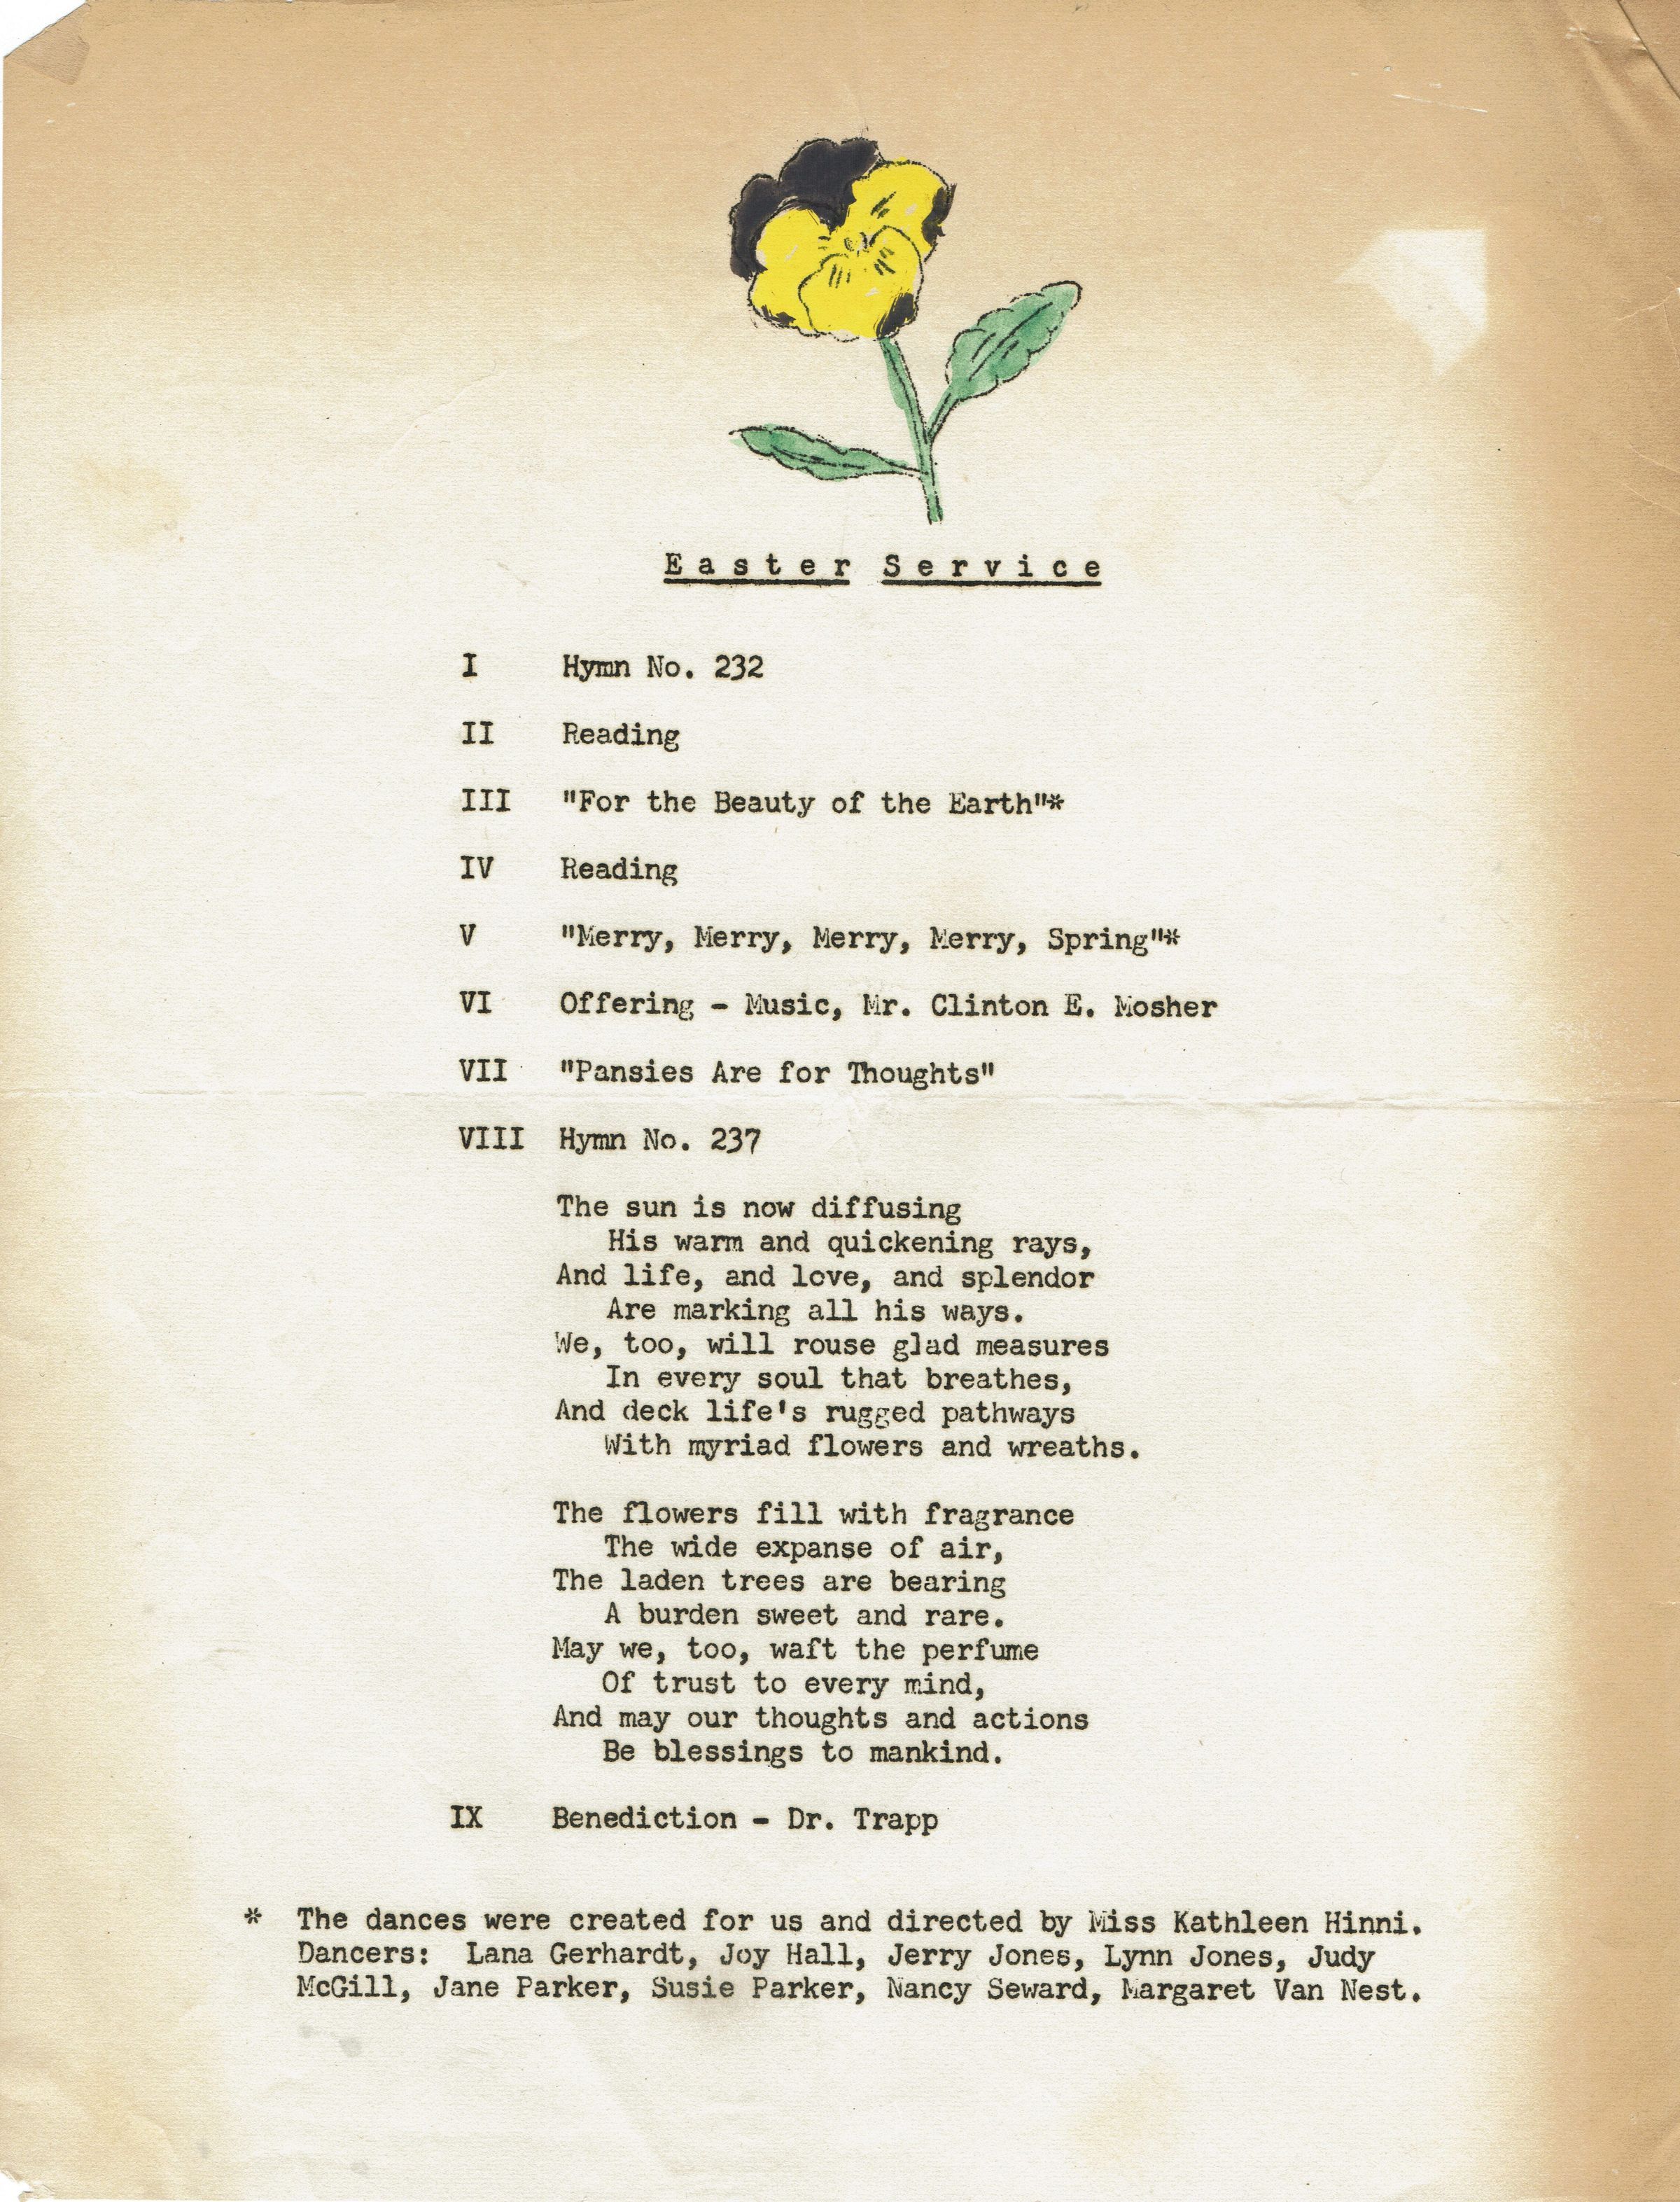 Easter Service
I Hymn No. 232
II Reading
III "For the Beauty of the Earth"*
IV Reading
V "Merry, Merry, Merry, Merry, Spring"*
VI Offering - Music, Mr. Clinton E. Mosher
VII "Pansies Are for Thoughts"
VIII Hymn No. 237
The sun is now diffusing
His warm and quickening rays,
And life, and love, and splendor
Are marking all his ways.
We, too, will rouse glad measures
In every soul that breathes,
And deck life's rugged pathways
With myriad flowers and wreaths.
The flowers fill with fragrance
The wide expanse of air,
The laden trees are bearing
A burden sweet and rare.
May we, too, waft the perfume
Of trust to every mind,
And may our thoughts and actions
Be blessings to mankind.
IX Benediction - Dr. Trapp
* The dances were created for us and directed by Miss Kathleen Hinni.
Dancers: Lana Gerhardt, Joy Hall, Jerry Jones, Lynn Jones, Judy
McGill, Jane Parker, Susie Parker, Nancy Seward, Margaret Van Nest.